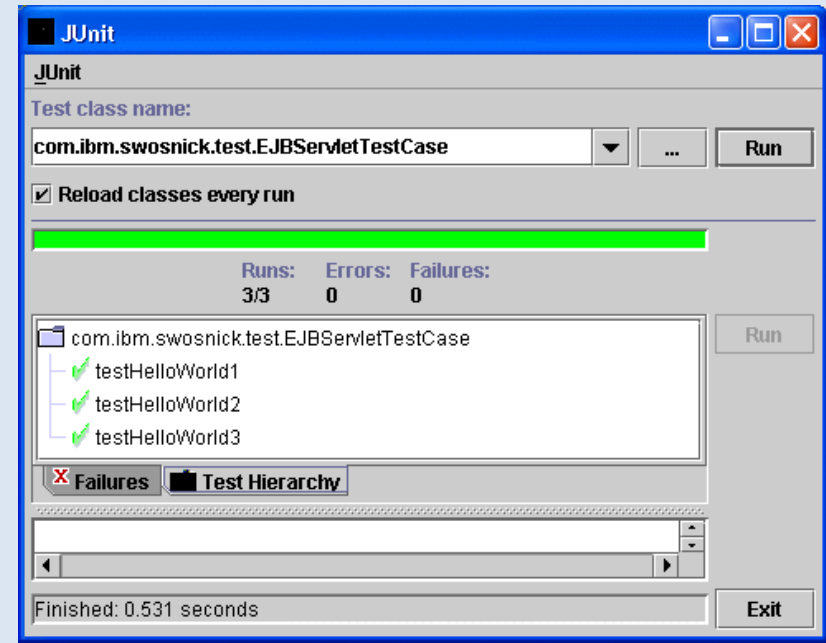 JUnit
JUnit
Test class name:
com.ibm.swosnick.test.EJBServletTestCase ... Run
Reload classes every run
Runs: Errors: Failures:
3/3 0 0
com.ibm.swosnick.test.EJBServletTestCase Run
testHelloWorld1
testHelloWorld2
testHelloWorld3
X Failures Test Hierarchy
Finished: 0.531 seconds Exit